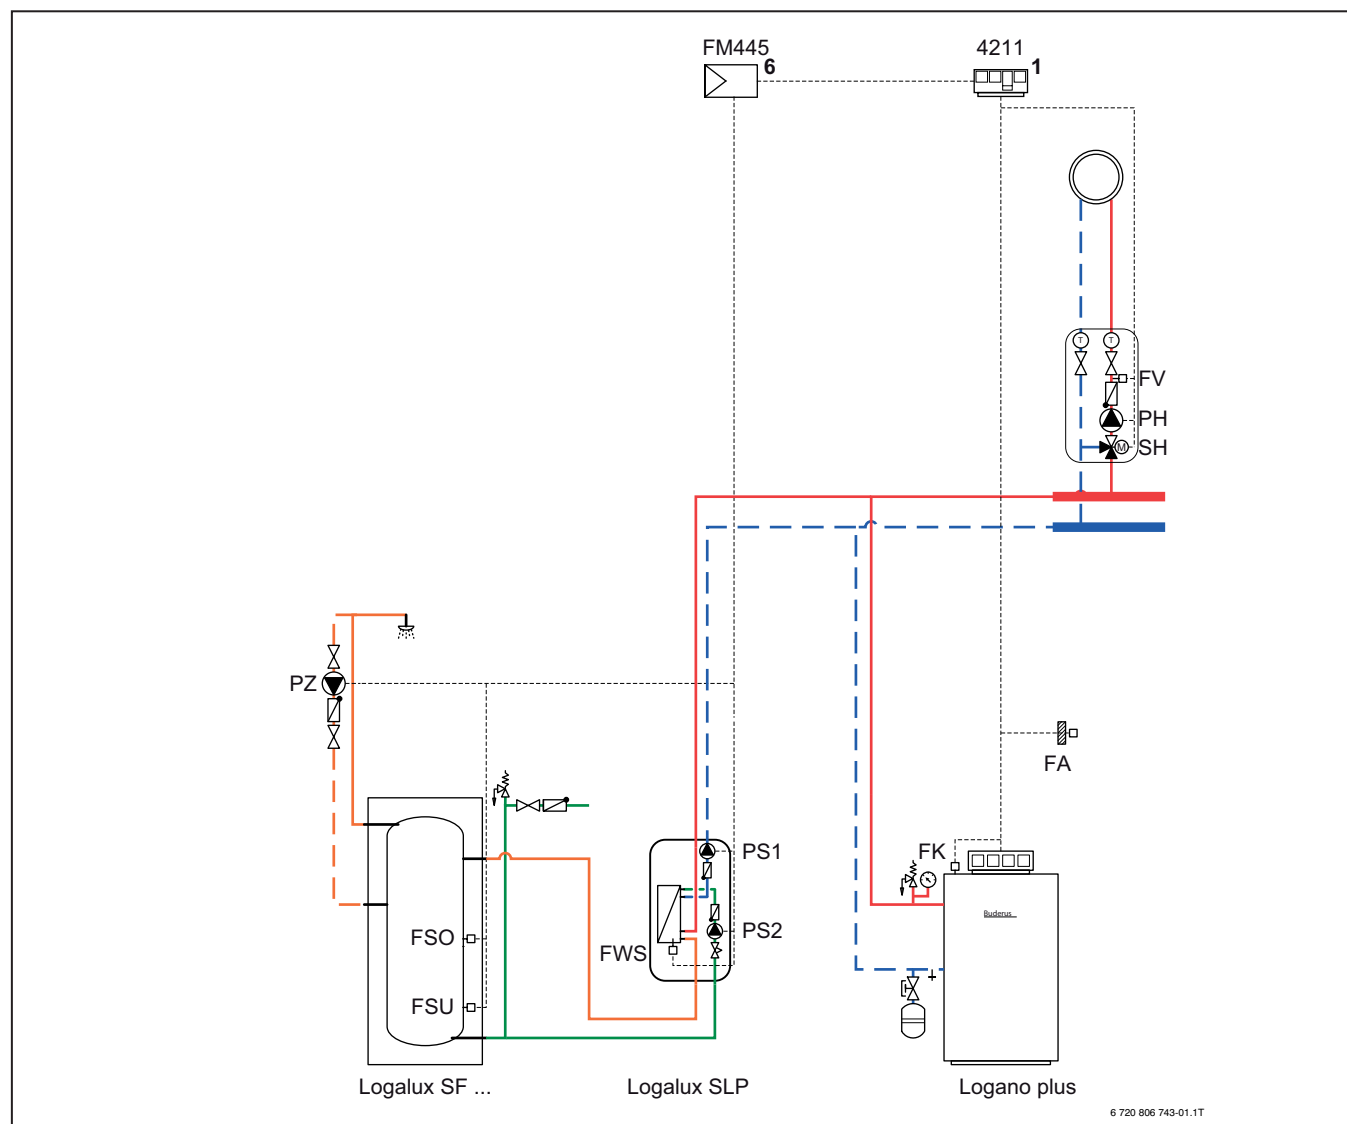 FM445
6
4211
1
T
T
FV
PH
M
SH
PZ
FA
PS1
FK
Buderus
PS2
FSO
FWS
FSU
Logalux SF ...
Logalux SLP
Logano plus
6 720 806 743-01.1T